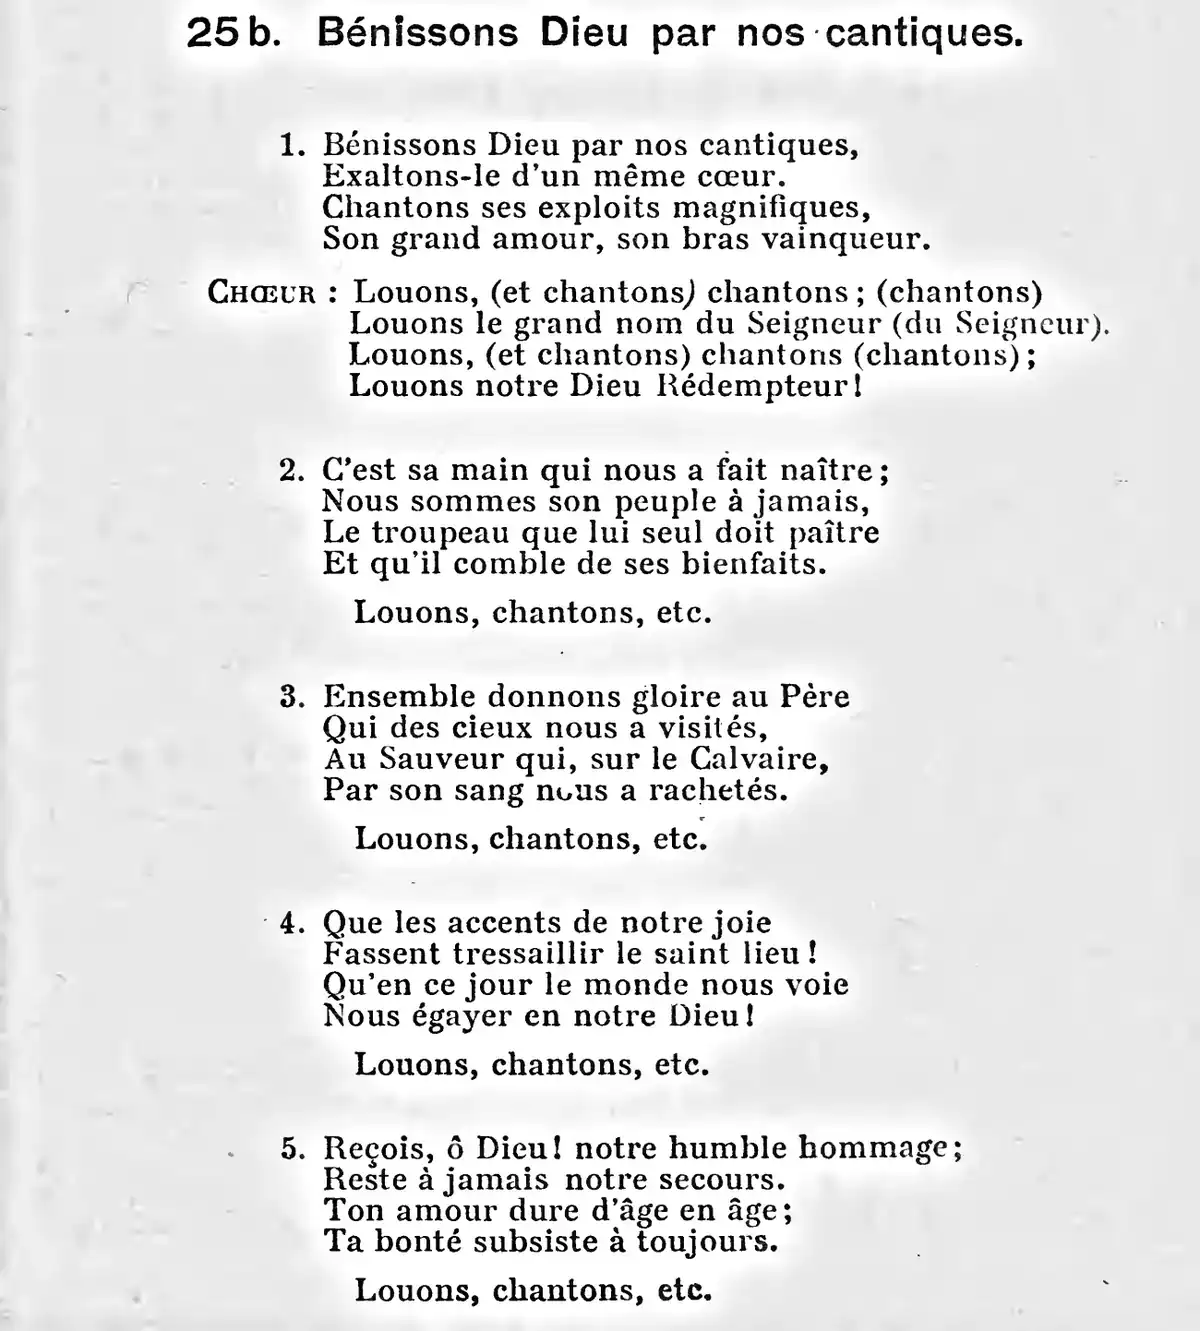 25 b. Bénissons Dieu par nos cantiques.
1. Bénissons Dieu par nos cantiques,
Exaltons-le d'un même cœur.
Chantons ses exploits magnifiques,
Son grand amour, son bras vainqueur.
CHŒUR : Louons, (et chantons) chantons ; (chantons)
Louons le grand nom du Seigneur (du Seigneur).
Louons, (et chantons) chantons (chantons) ;
Louons notre Dieu Rédempteur !
2. C'est sa main qui nous a fait naître ;
Nous sommes son peuple à jamais,
Le troupeau que lui seul doit paître
Et qu'il comble de ses bienfaits.
Louons, chantons, etc.
3. Ensemble donnons gloire au Père
Qui des cieux nous a visités,
Au Sauveur qui, sur le Calvaire,
Par son sang nous a rachetés.
Louons, chantons, etc.
4. Que les accents de notre joie
Fassent tressaillir le saint lieu !
Qu'en ce jour le monde nous voie
Nous égayer en notre Dieu !
Louons, chantons, etc.
5. Reçois, ô Dieu ! notre humble hommage ;
Reste à jamais notre secours.
Ton amour dure d'âge en âge ;
Ta bonté subsiste à toujours.
Louons, chantons, etc.